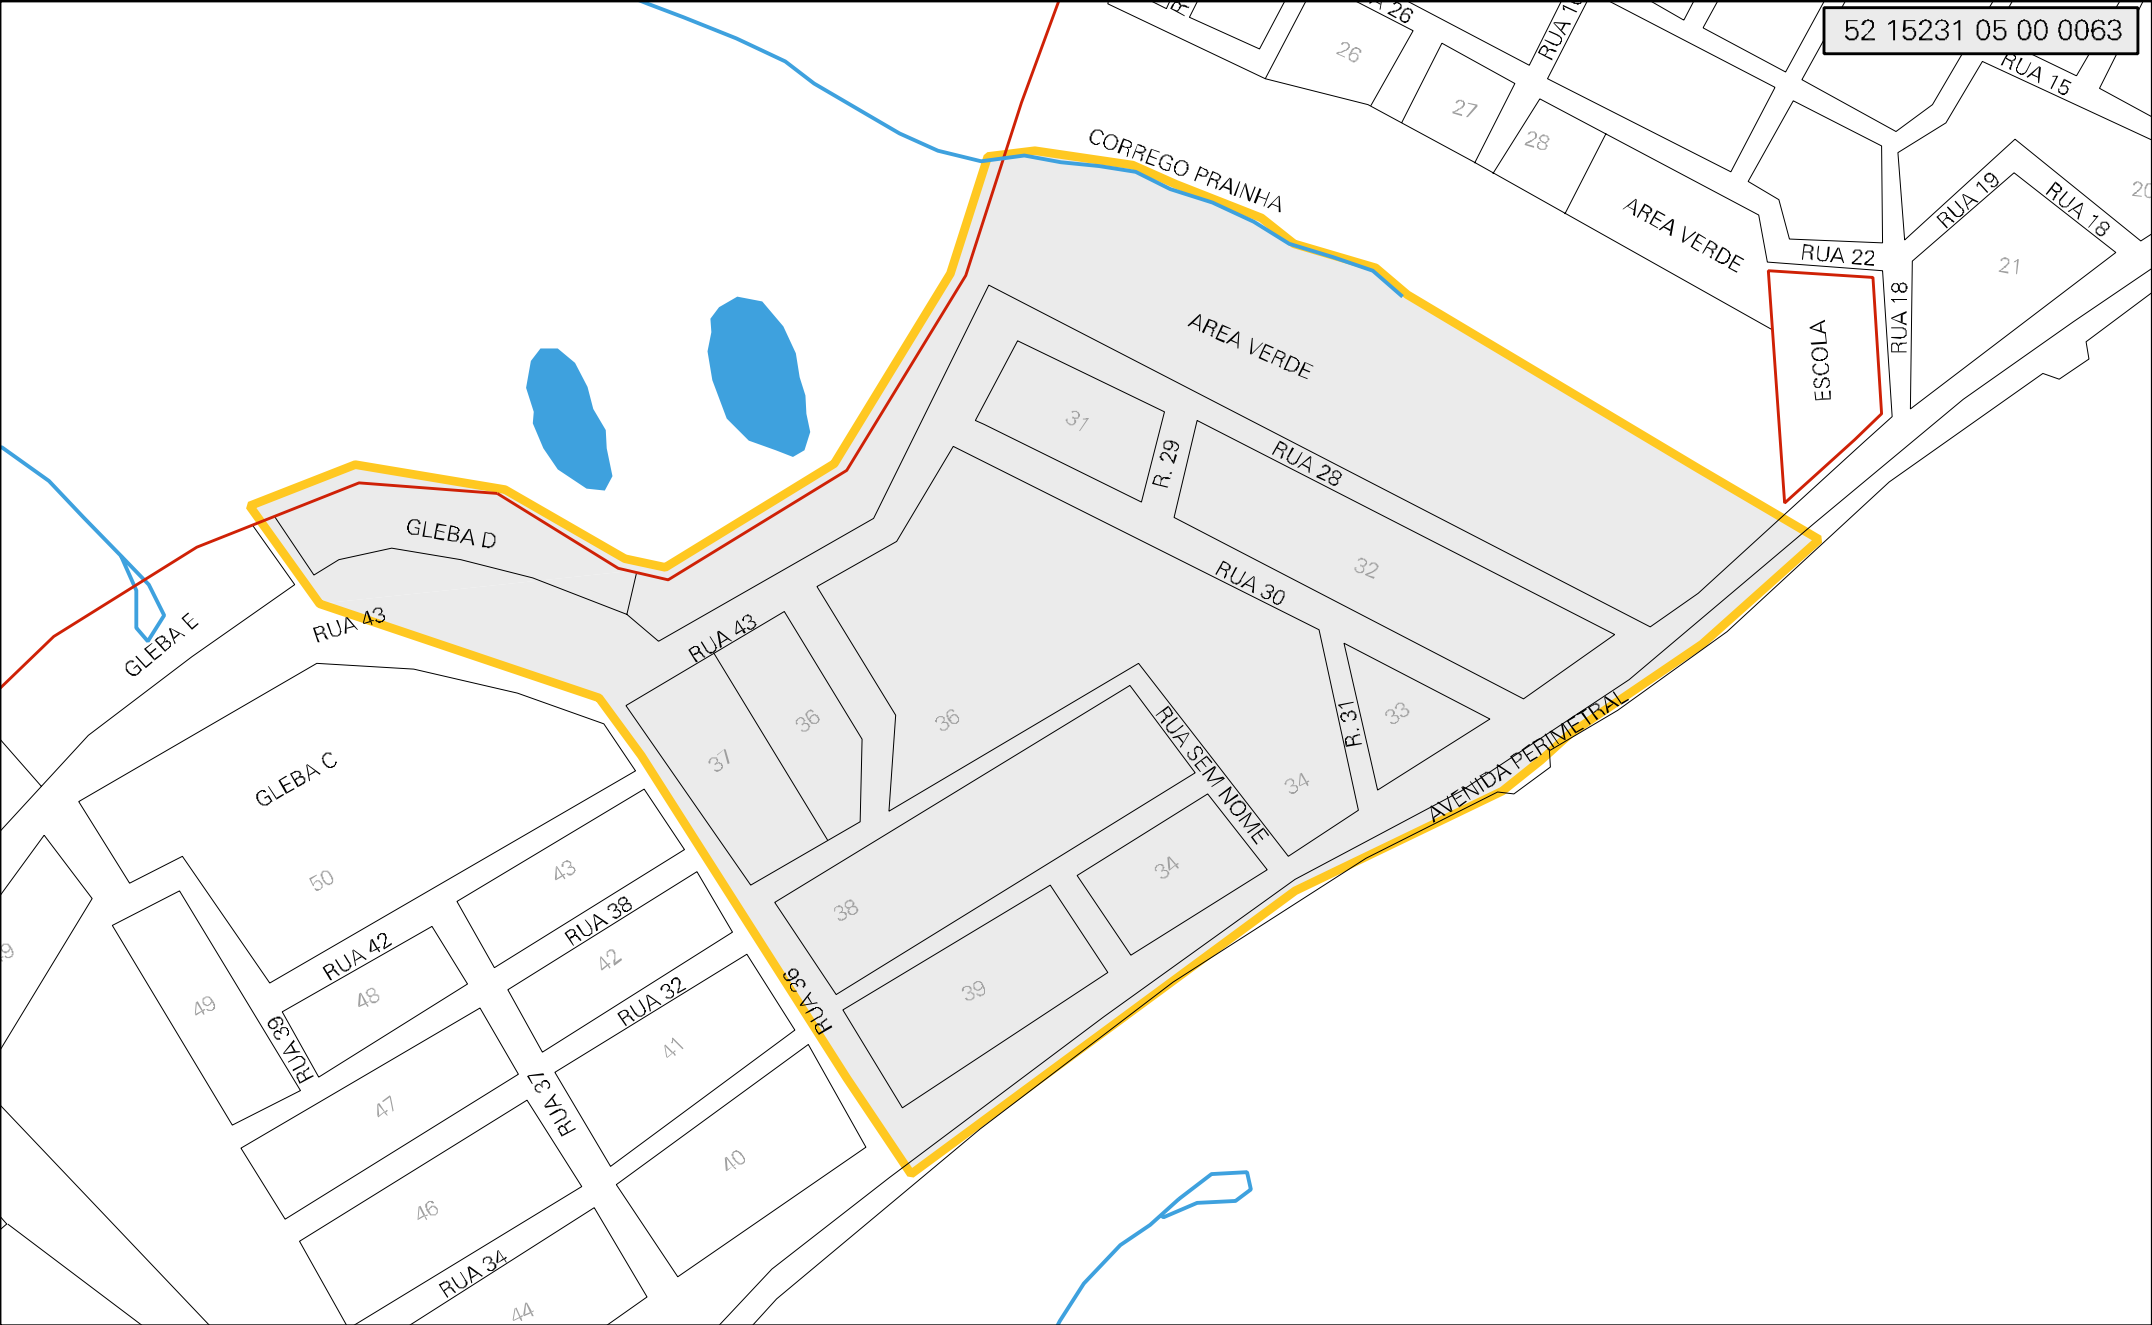 52 15231 05 00 0063
26
RUA 15
26
27
28
CORREGO PRAINHA
AREA VERDE
RUA 19
RUA 18
20
RUA 22
21
RUA 18
ESCOLA
AREA VERDE
31
R. 29
RUA 28
GLEBA D
32
RUA 30
RUA 43
GLEBA E
RUA 43
36
36
37
RUA SEM NOME
R. 31
33
34
AVENIDA PERIMETRAL
GLEBA C
50
43
34
38
RUA 38
RUA 42
42
48
49
RUA 39
RUA 32
RUA 36
39
41
47
RUA 37
40
46
RUA 34
44